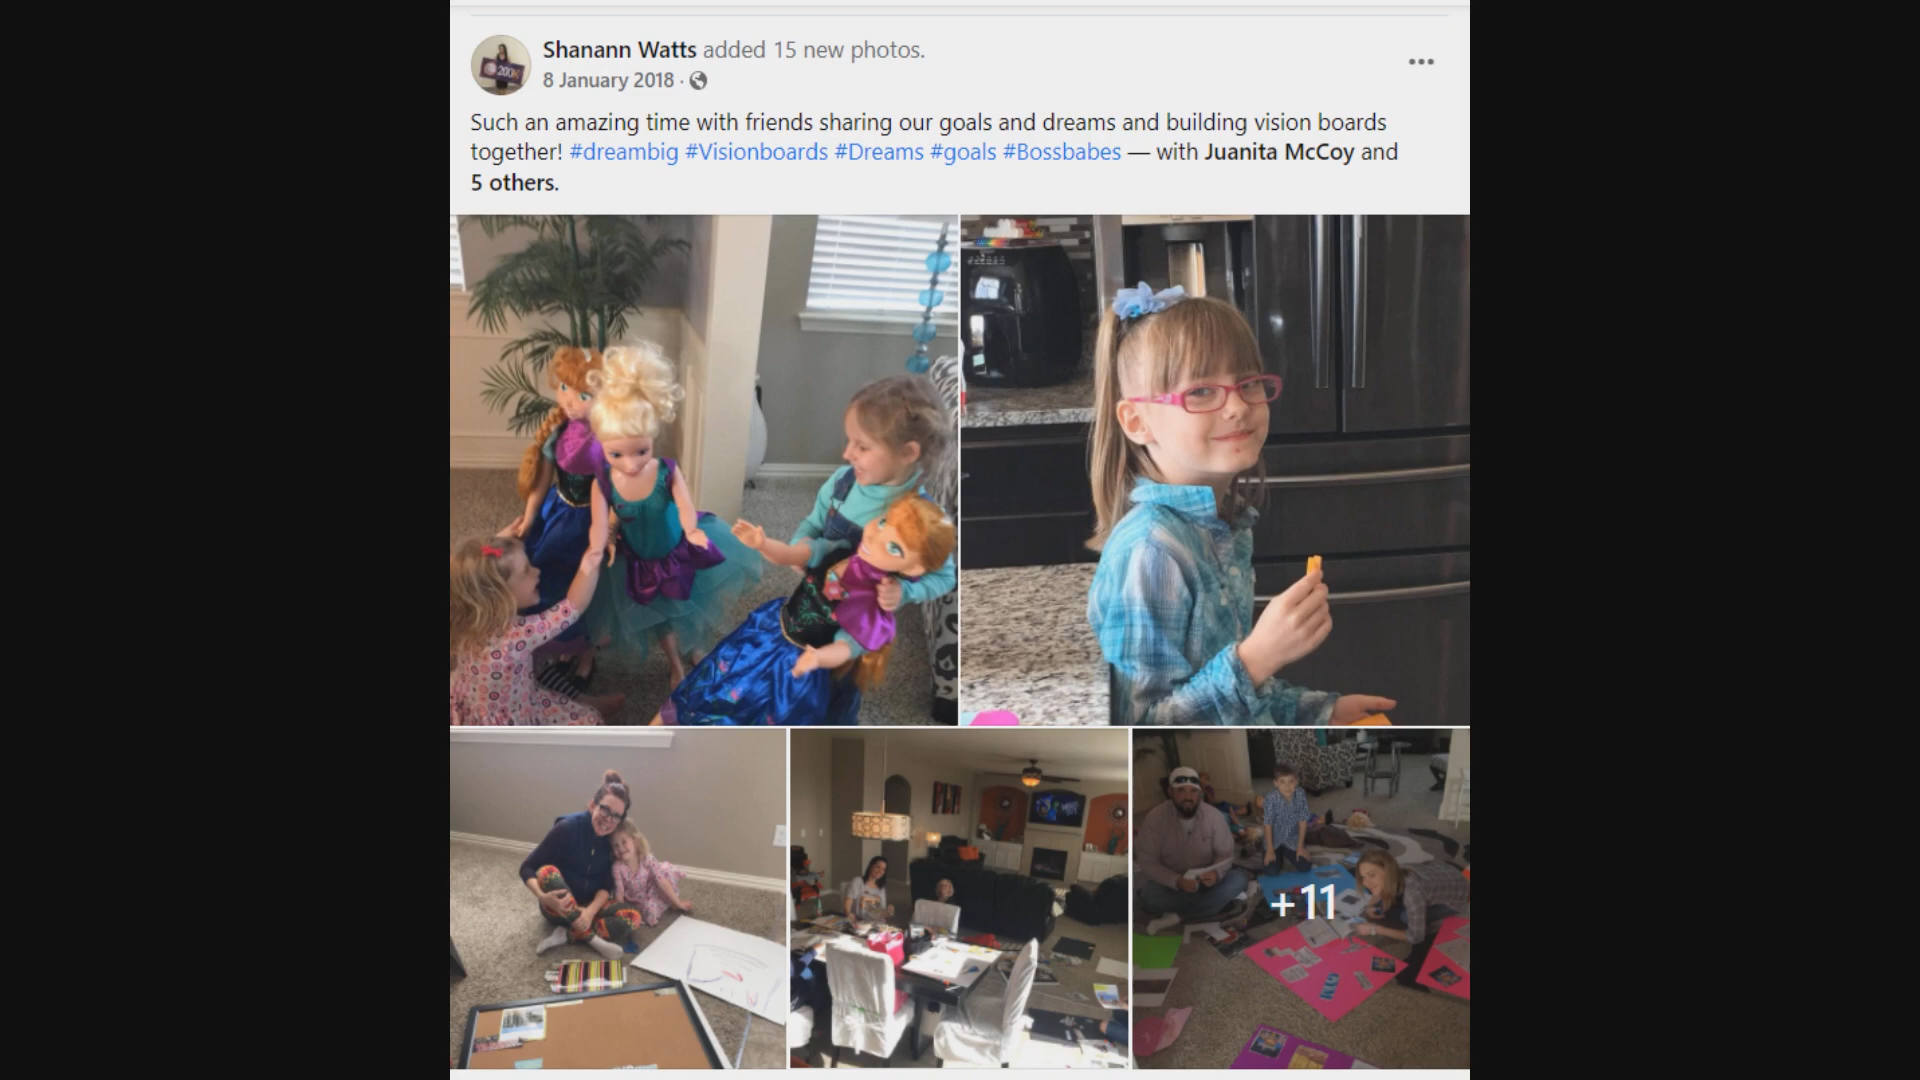 Shanann Watts added 15 new photos.
8 January 2018 ·
Such an amazing time with friends sharing our goals and dreams and building vision boards
together! #dreambig #Visionboards #Dreams #goals #Bossbabes — with Juanita McCoy and
5 others.
+11